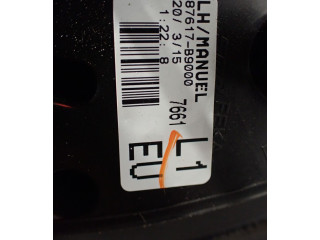 LH/MANUEL
87617-B9000
20/ 3/15
1:22: 8
7661
L1
EU